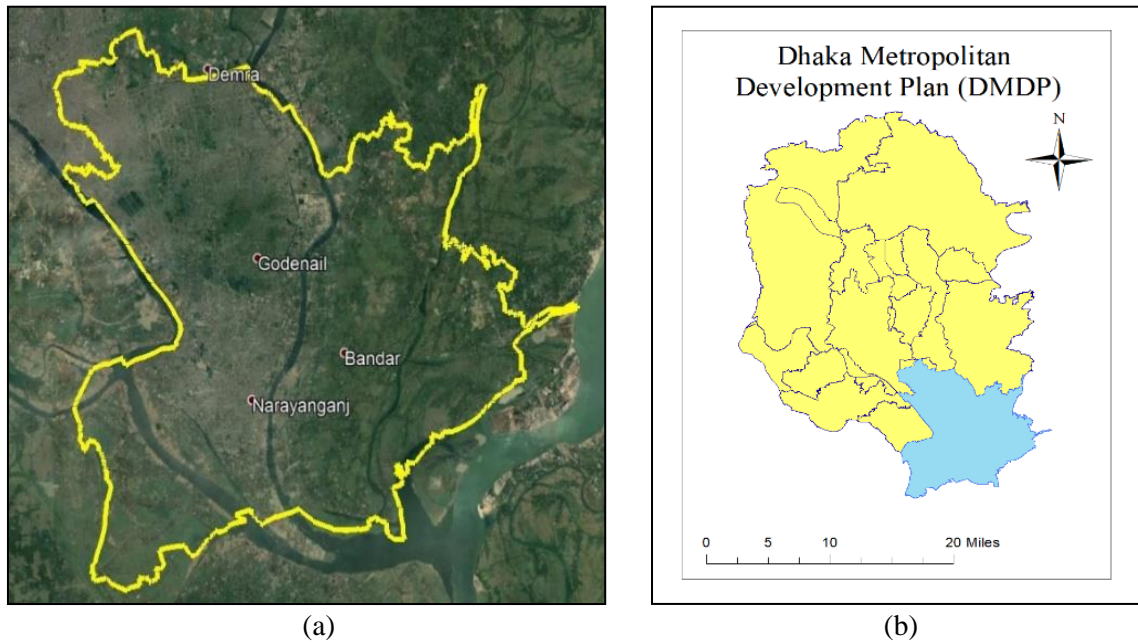 Demra
Godenail
Bandar
Narayanganj
(a)
Dhaka Metropolitan
Development Plan (DMDP)
0 5 10 20 Miles
(b)